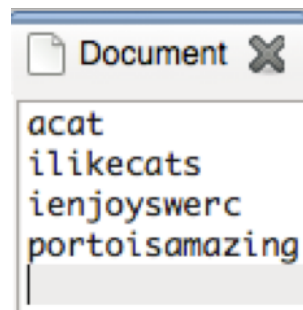 Document
acat
ilikecats
ienjoyswerc
portoisamazing